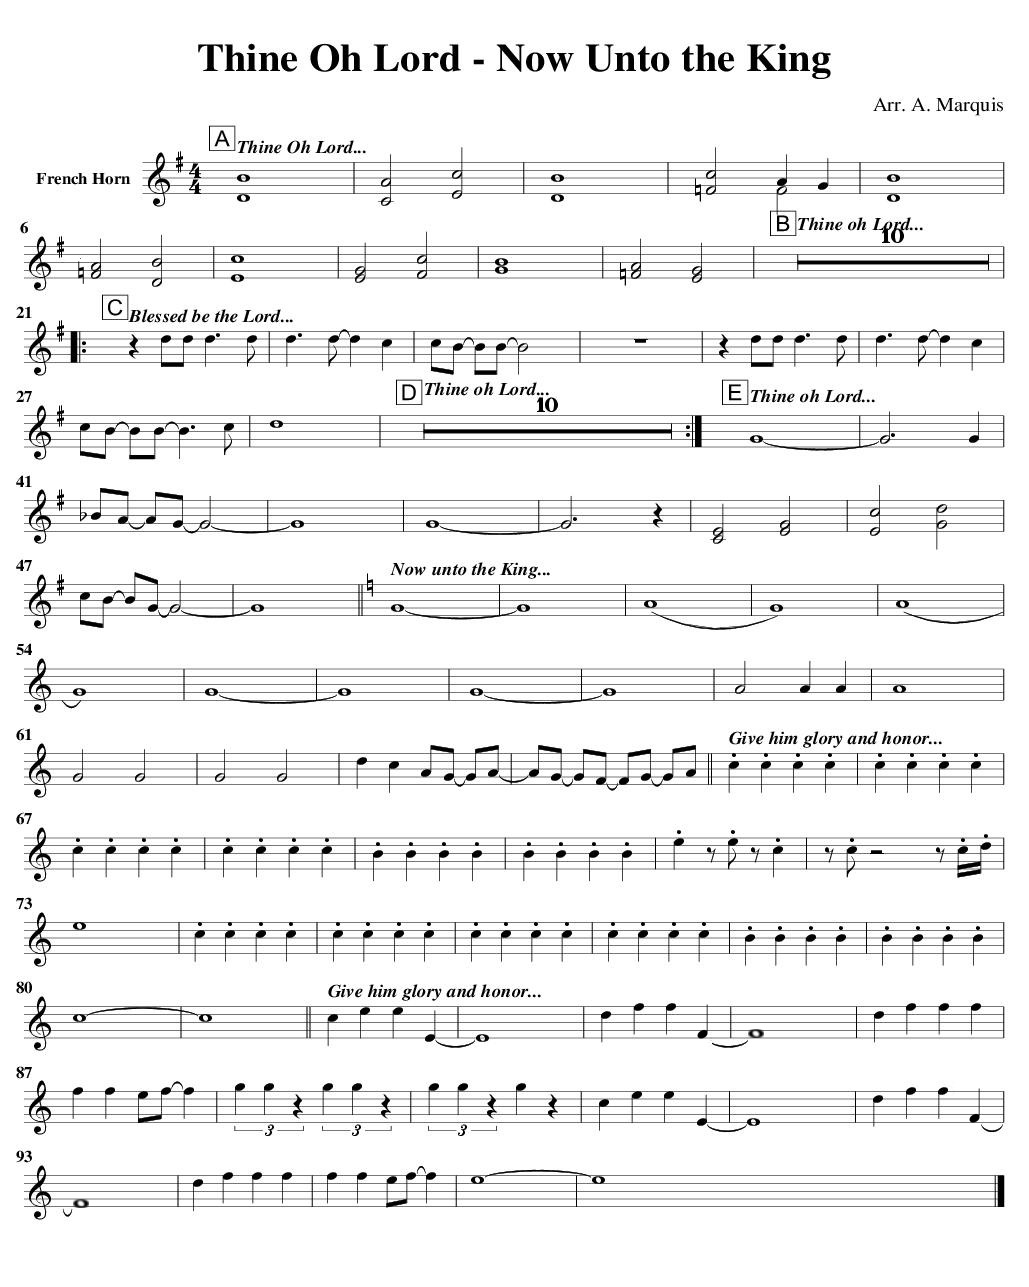 Thine Oh Lord - Now Unto the King
Arr. A. Marquis
A
Thine Oh Lord...
French Horn
4
4
6
B
Thine oh Lord...
10
21
C
Blessed be the Lord...
27
D
Thine oh Lord...
10
E
Thine oh Lord...
41
47
Now unto the King...
54
61
Give him glory and honor...
67
73
80
Give him glory and honor...
87
3
3
3
93